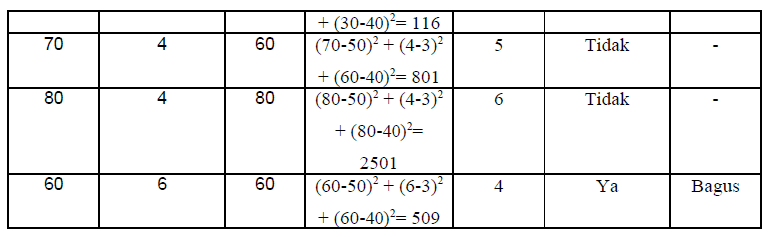 + (30-40)²= 116
70 4 60 (70-50)² + (4-3)² 5 Tidak -
+ (60-40)²= 801
80 4 80 (80-50)² + (4-3)² 6 Tidak -
+ (80-40)²=
2501
60 6 60 (60-50)² + (6-3)² 4 Ya Bagus
+ (60-40)²= 509